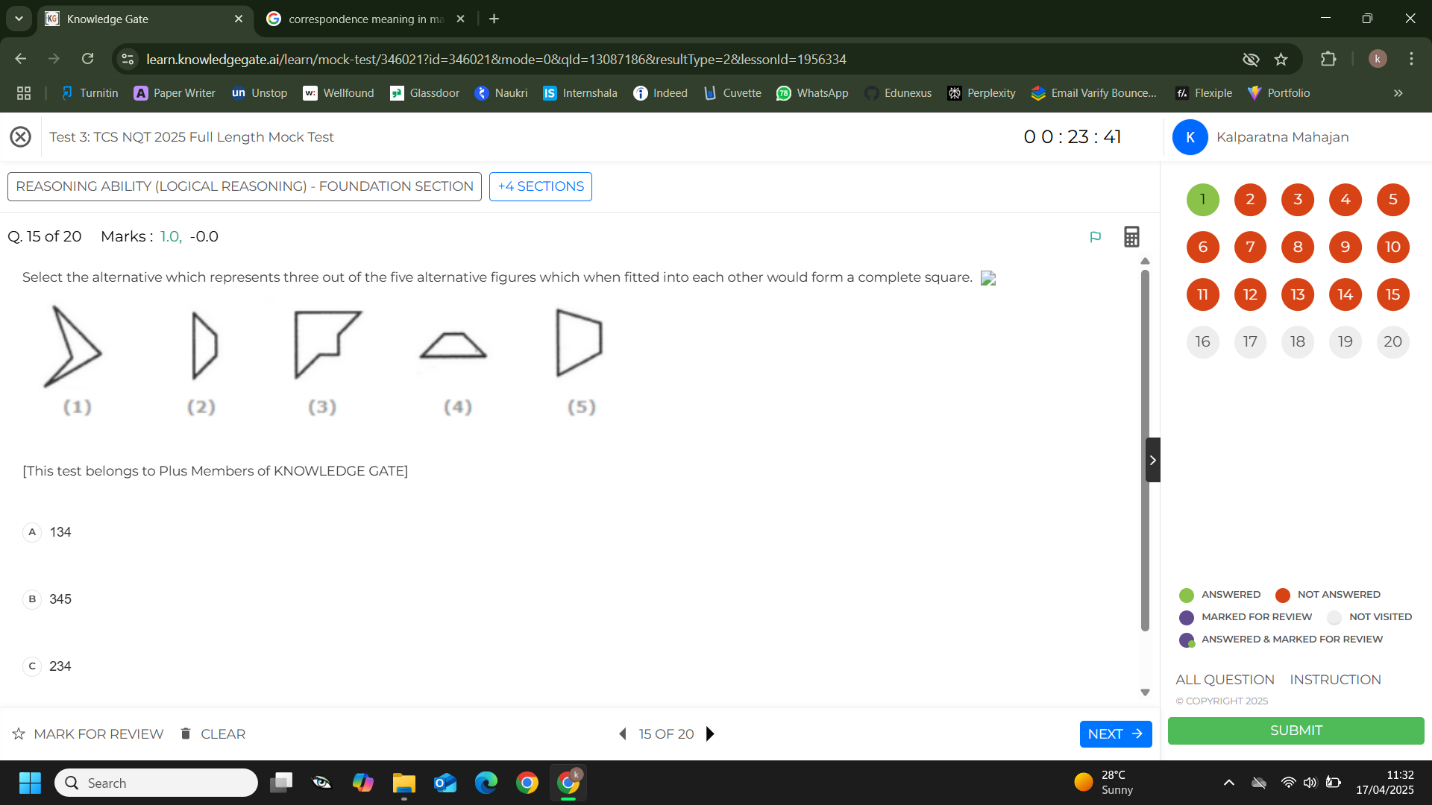 Knowledge Gate
correspondence meaning in ma
learn.knowledgegate.ai/learn/mock-test/346021?id=346021&mode=0&qId=13087186&resultType=2&lessonId=1956334
k
Turnitin A Paper Writer un Unstop w: Wellfound Glassdoor Naukri IS Internshala Indeed Cuvette WhatsApp Edunexus Perplexity Email Varify Bounce... Flexiple Portfolio »
Test 3: TCS NQT 2025 Full Length Mock Test 0 0 : 23 : 41 K Kalparatna Mahajan
REASONING ABILITY (LOGICAL REASONING) - FOUNDATION SECTION +4 SECTIONS
Q. 15 of 20 Marks : 1.0, -0.0
Select the alternative which represents three out of the five alternative figures which when fitted into each other would form a complete square.
(1) (2) (3) (4) (5)
[This test belongs to Plus Members of KNOWLEDGE GATE]
A 134
B 345
C 234
MARK FOR REVIEW CLEAR 15 OF 20 NEXT
1 2 3 4 5
6 7 8 9 10
11 12 13 14 15
16 17 18 19 20
ANSWERED NOT ANSWERED
MARKED FOR REVIEW NOT VISITED
ANSWERED & MARKED FOR REVIEW
ALL QUESTION INSTRUCTION
© COPYRIGHT 2025
SUBMIT
Search
28°C
Sunny
11:32
17/04/2025